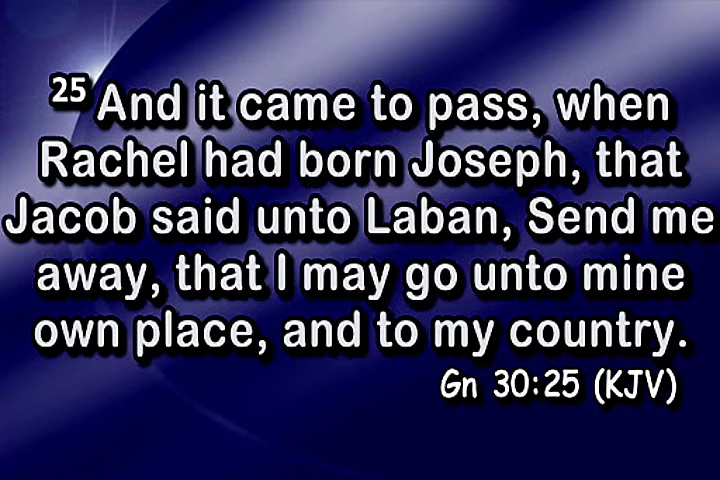 25 And it came to pass, when
Rachel had born Joseph, that
Jacob said unto Laban, Send me
away, that I may go unto mine
own place, and to my country.
Gn 30:25 (KJV)